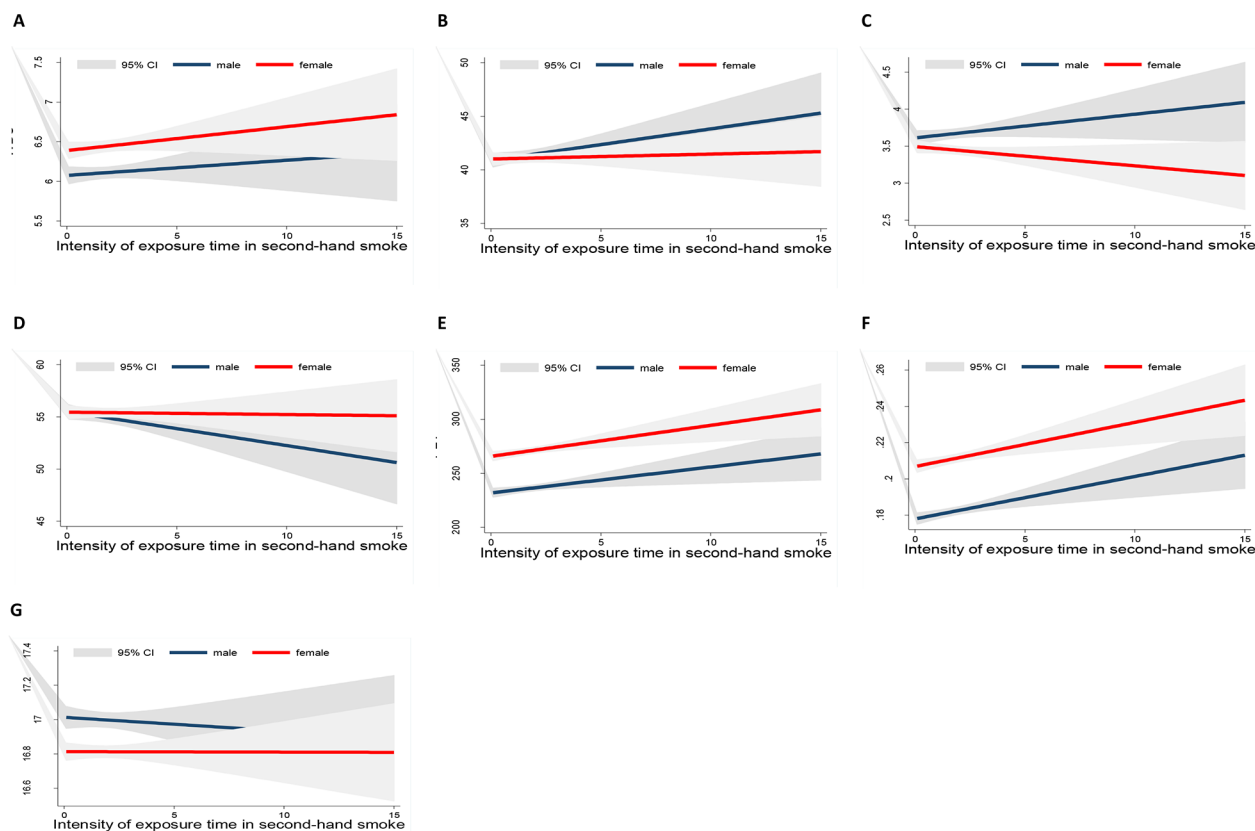 A
B
C
7.5
7
6.5
6
5.5
95% CI male female
0 5 10 15
Intensity of exposure time in second-hand smoke
50
45
40
35
95% CI male female
0 5 10 15
Intensity of exposure time in second-hand smoke
4.5
4
3.5
3
2.5
95% CI male female
0 5 10 15
Intensity of exposure time in second-hand smoke
D
E
F
60
55
50
45
95% CI male female
0 5 10 15
Intensity of exposure time in second-hand smoke
350
300
250
200
95% CI male female
0 5 10 15
Intensity of exposure time in second-hand smoke
.26
.24
.22
.2
.18
95% CI male female
0 5 10 15
Intensity of exposure time in second-hand smoke
G
17.4
17.2
17
16.8
16.6
95% CI male female
0 5 10 15
Intensity of exposure time in second-hand smoke